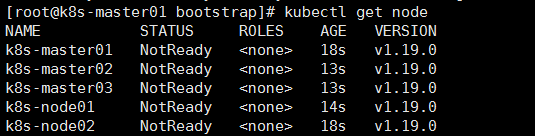 [root@k8s-master01 bootstrap]# kubectl get node
NAME STATUS ROLES AGE VERSION
k8s-master01 NotReady <none> 18s v1.19.0
k8s-master02 NotReady <none> 13s v1.19.0
k8s-master03 NotReady <none> 13s v1.19.0
k8s-node01 NotReady <none> 14s v1.19.0
k8s-node02 NotReady <none> 18s v1.19.0